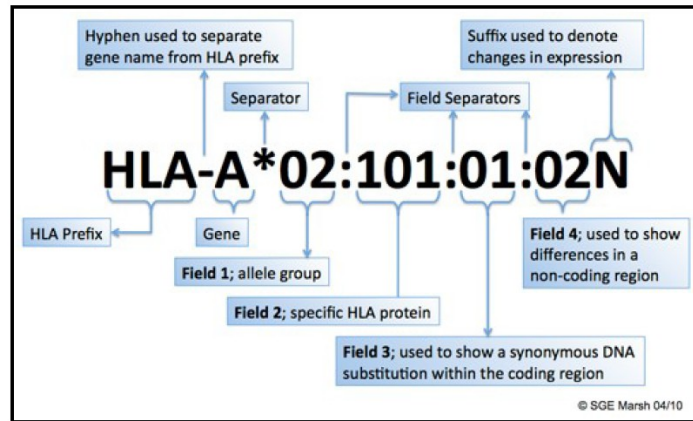 Hyphen used to separate
gene name from HLA prefix
Suffix used to denote
changes in expression
Separator
Field Separators
HLA-A*02:101:01:02N
HLA Prefix
Gene
Field 4; used to show
differences in a
non-coding region
Field 1; allele group
Field 2; specific HLA protein
Field 3; used to show a synonymous DNA
substitution within the coding region
© SGE Marsh 04/10